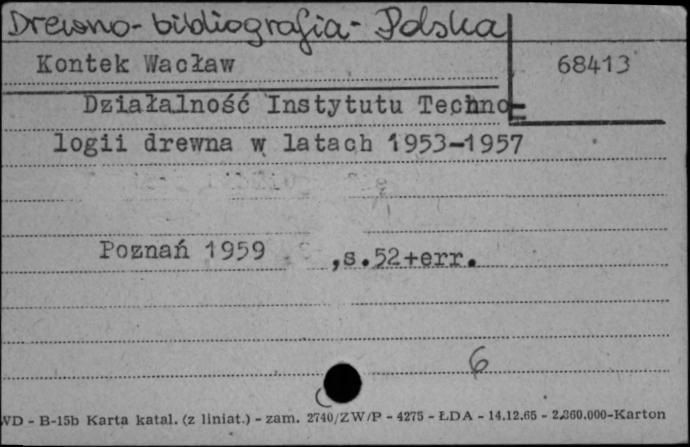 Drewno - bibliografia - Polska
Kontek Wacław 68413
Działalność Instytutu Techno-
logii drewna w latach 1953-1957
Poznań 1959 ,s.52+err.
6
WD - B-15b Karta katal. (z liniat.) - zam. 2740/ZW/P - 4275 - ŁDA - 14.12.65 - 2.360.000-Karton